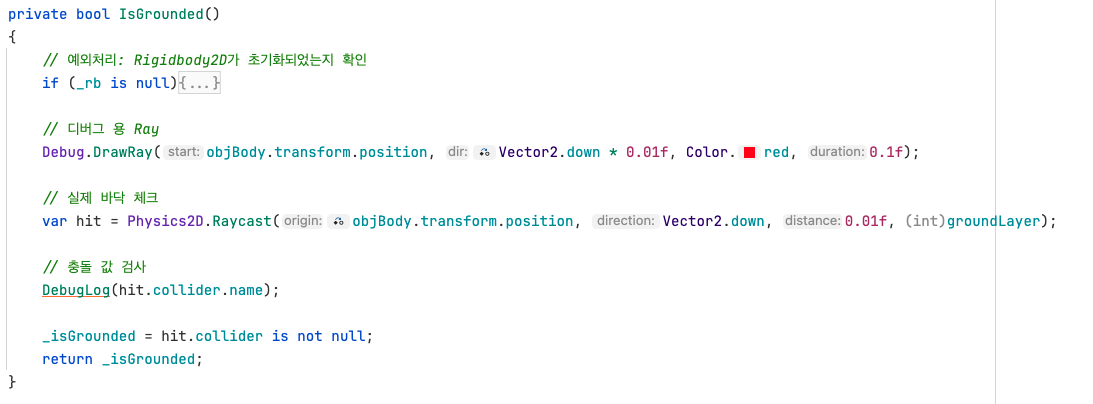 private bool IsGrounded()
{
// 예외처리: Rigidbody2D가 초기화되었는지 확인
if (_rb is null){...}
// 디버그 용 Ray
Debug.DrawRay(start:objBody.transform.position, dir:Vector2.down * 0.01f, Color.red, duration:0.1f);
// 실제 바닥 체크
var hit = Physics2D.Raycast(origin:objBody.transform.position, direction:Vector2.down, distance:0.01f, (int)groundLayer);
// 충돌 값 검사
DebugLog(hit.collider.name);
_isGrounded = hit.collider is not null;
return _isGrounded;
}